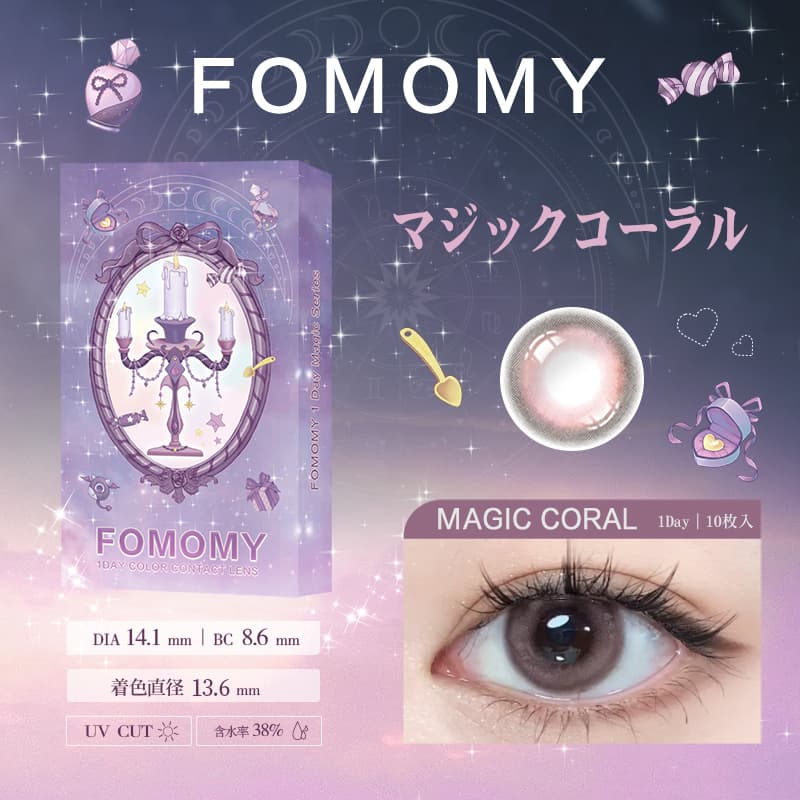 FOMOMY
マジックコーラル
FOMOMY 1 Day Magic Series
FOMOMY
1DAY COLOR CONTACT LENS
MAGIC CORAL 1Day | 10枚入
DIA 14.1 mm | BC 8.6 mm
着色直径 13.6 mm
UV CUT
含水率 38%